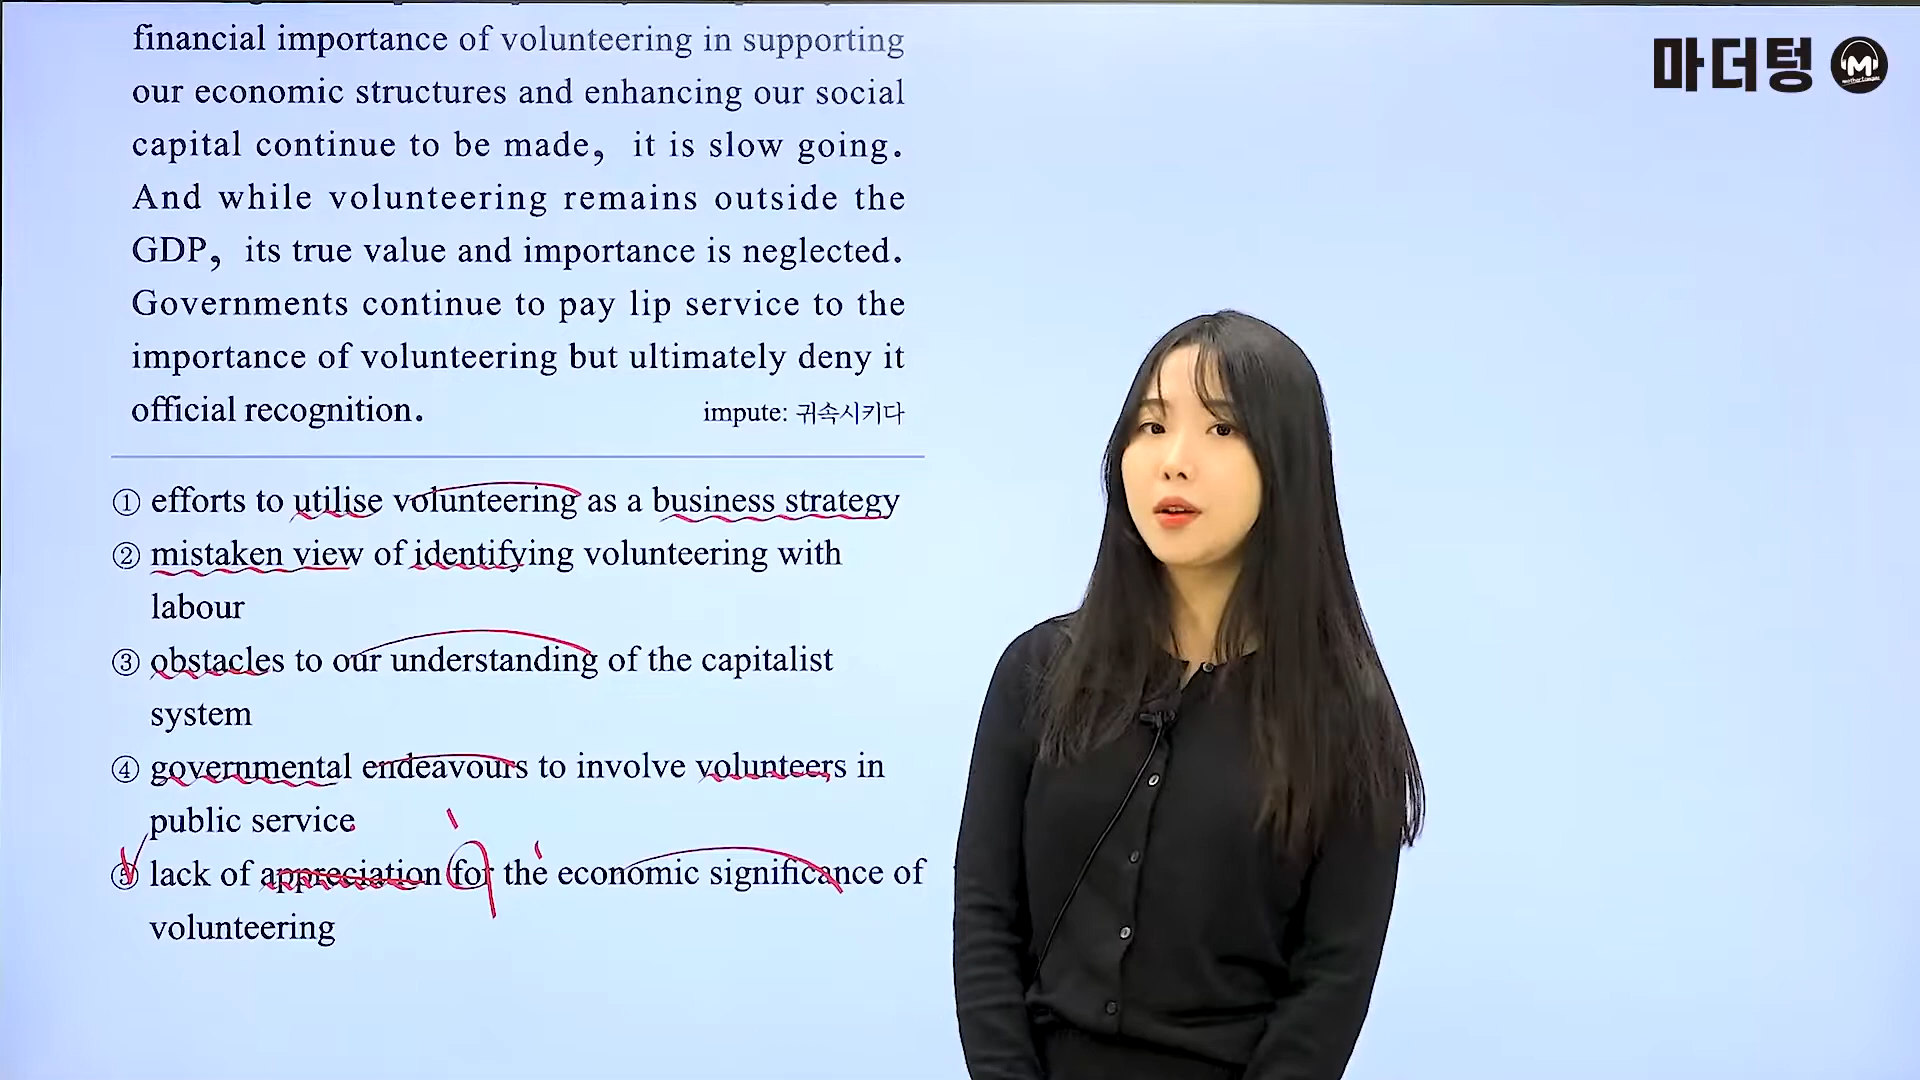 financial importance of volunteering in supporting
our economic structures and enhancing our social
capital continue to be made, it is slow going.
And while volunteering remains outside the
GDP, its true value and importance is neglected.
Governments continue to pay lip service to the
importance of volunteering but ultimately deny it
official recognition.
impute: 귀속시키다
① efforts to utilise volunteering as a business strategy
② mistaken view of identifying volunteering with
labour
③ obstacles to our understanding of the capitalist
system
④ governmental endeavours to involve volunteers in
public service
⑤ lack of appreciation for the economic significance of
volunteering
마더텅 M